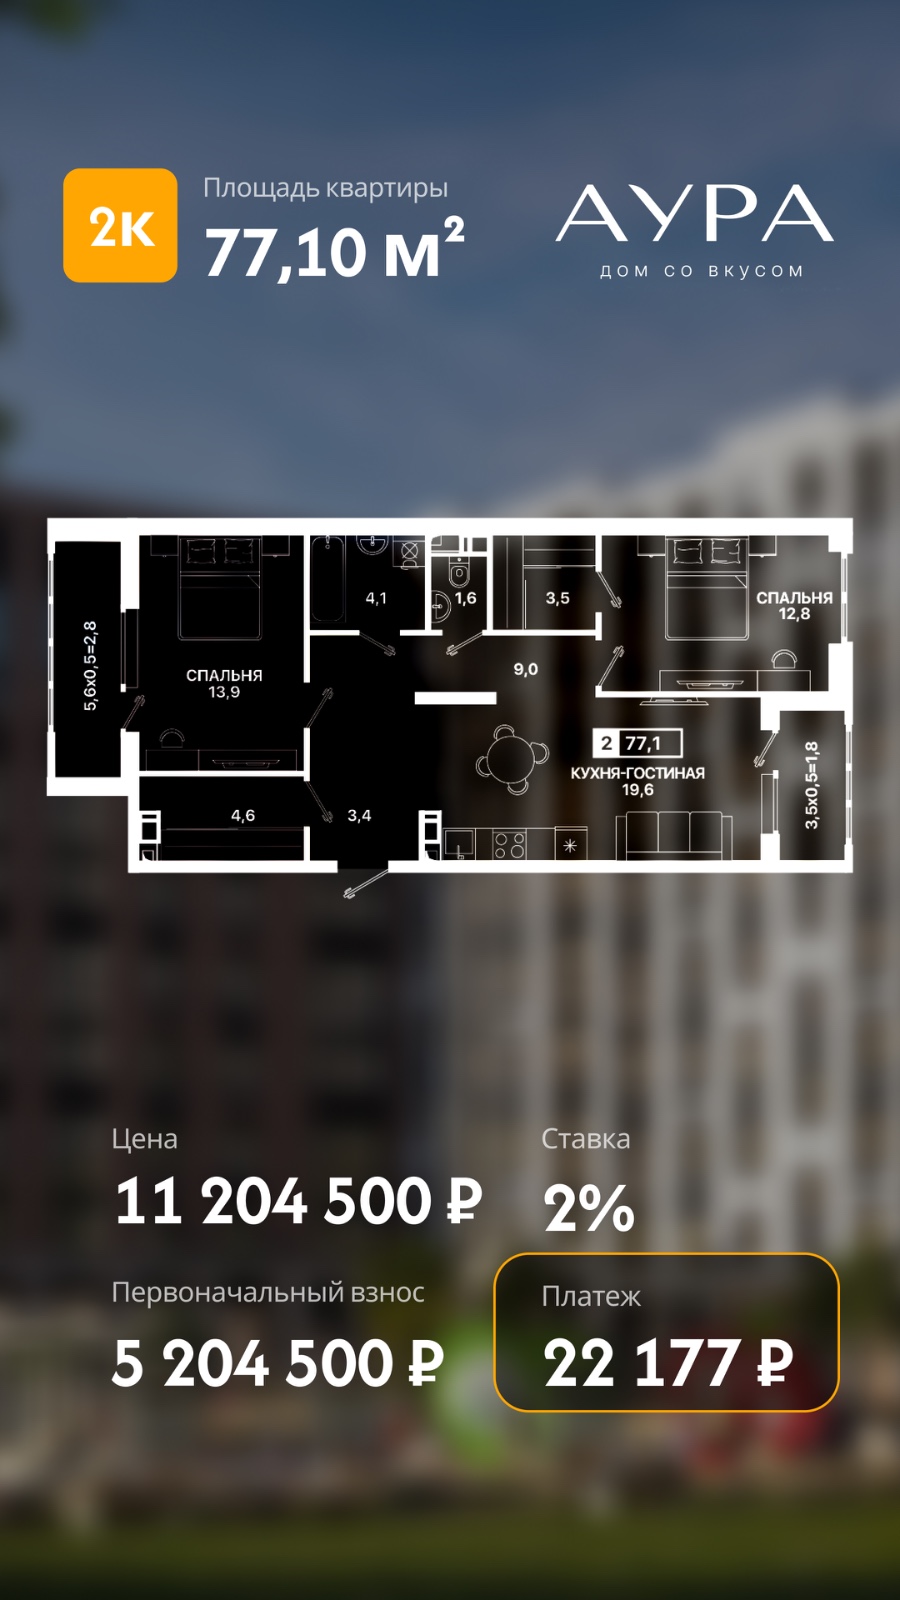 2к
Площадь квартиры
77,10 м²
АУРА
ДОМ СО ВКУСОМ
5,6x0,5=2,8
СПАЛЬНЯ
13,9
4,1
1,6
3,5
СПАЛЬНЯ
12,8
9,0
2 77,1
КУХНЯ-ГОСТИНАЯ
19,6
3,5x0,5=1,8
4,6
3,4
Цена
11 204 500 ₽
Ставка
2%
Первоначальный взнос
5 204 500 ₽
Платеж
22 177 ₽